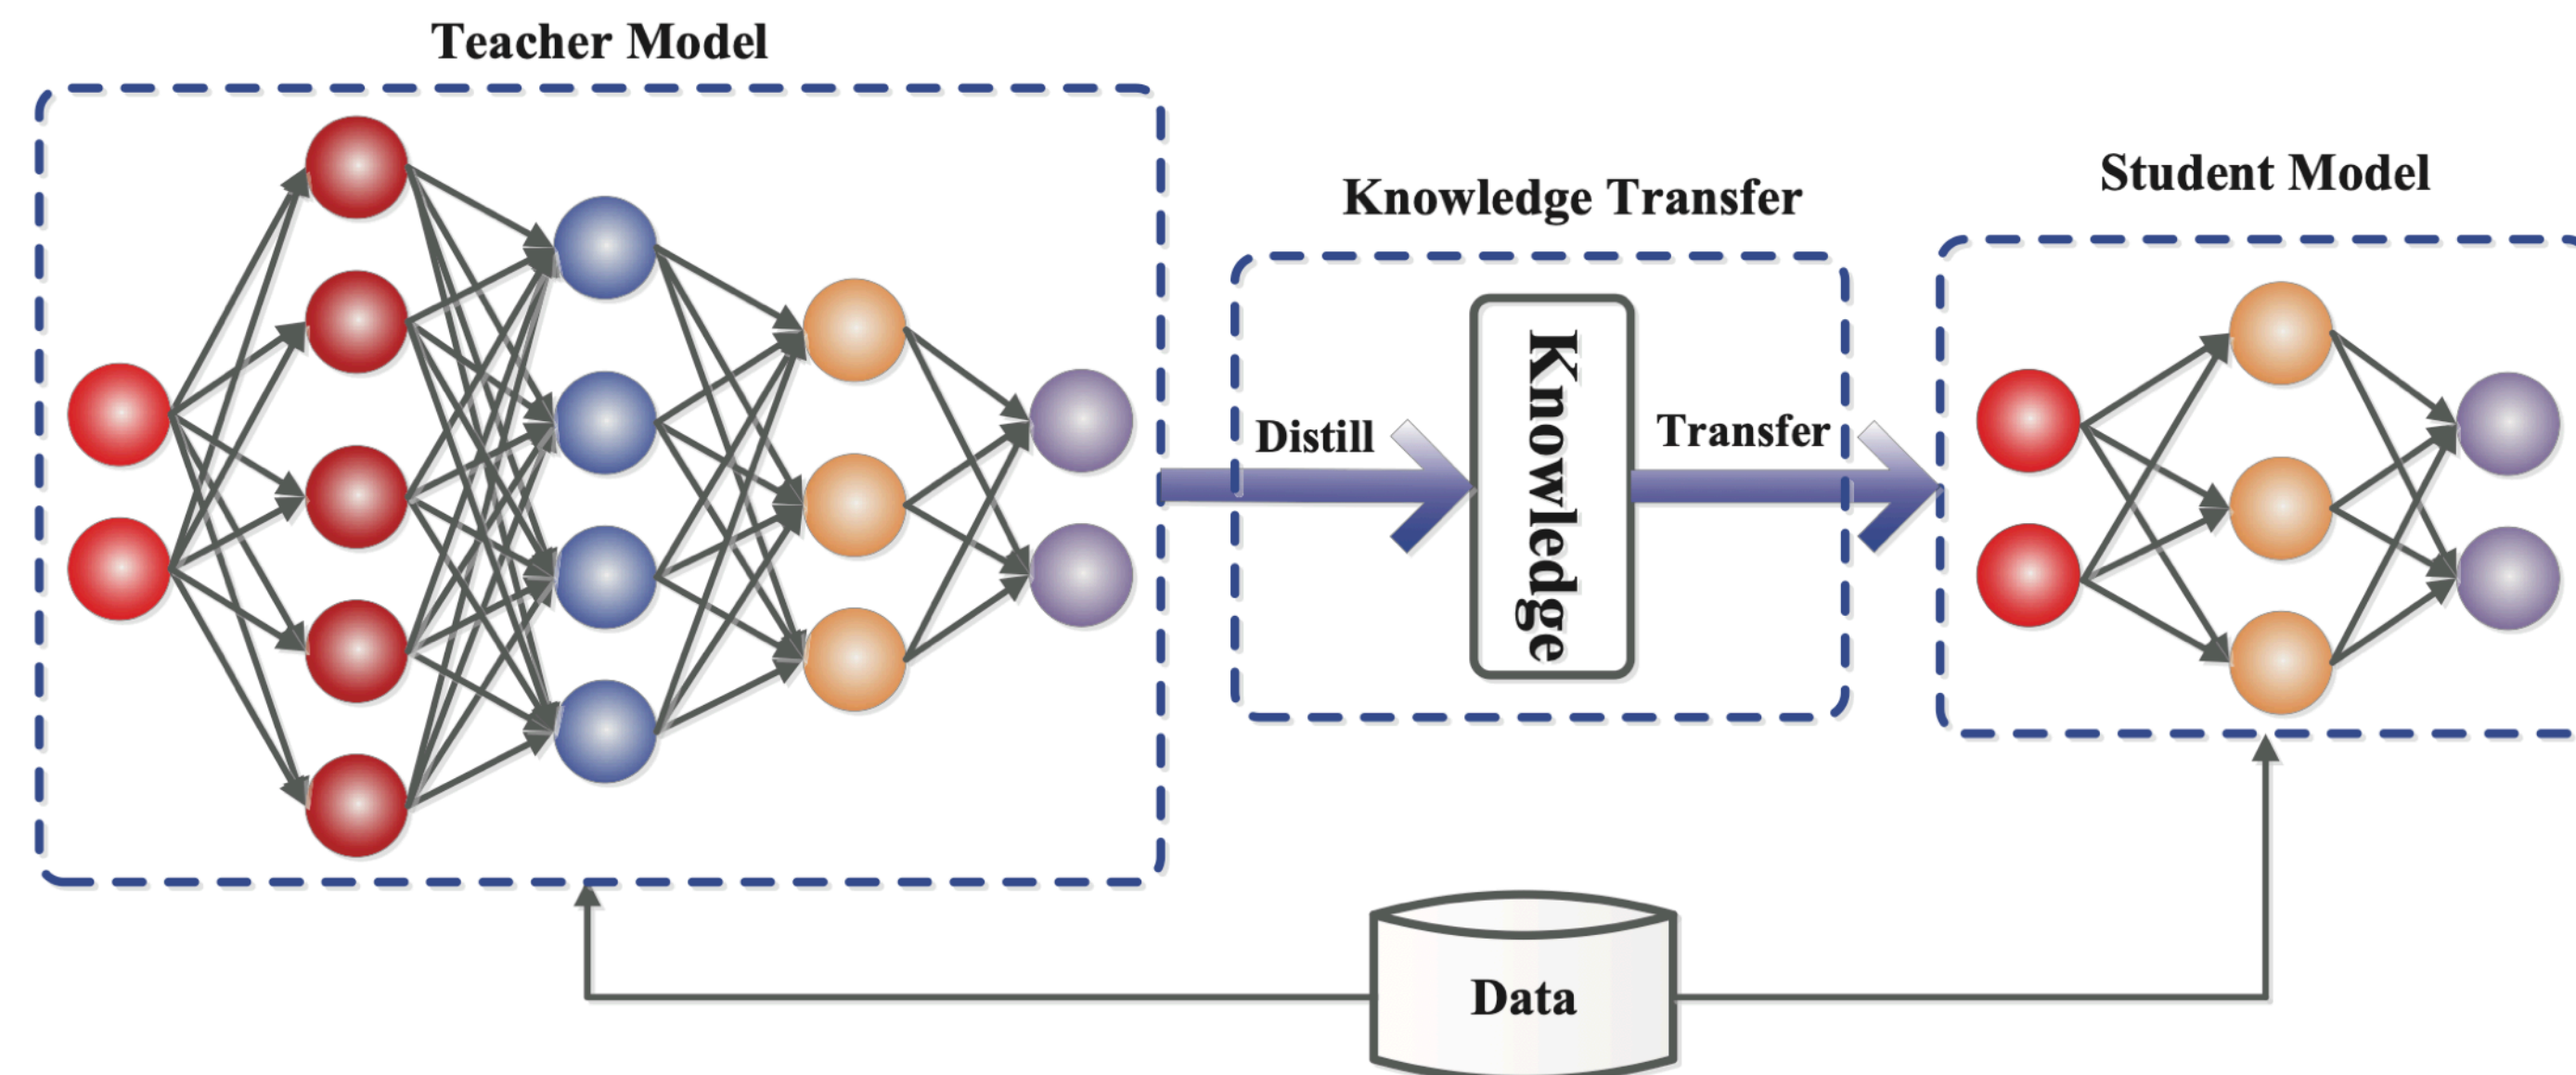 Teacher Model
Knowledge Transfer
Student Model
Distill
Knowledge
Transfer
Data